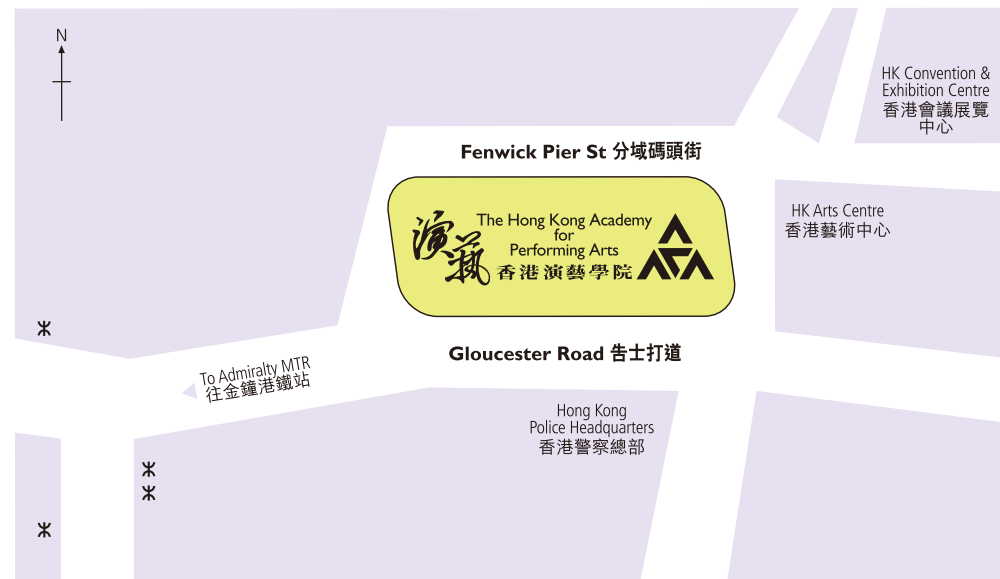 N
HK Convention &
Exhibition Centre
香港會議展覽
中心
Fenwick Pier St 分域碼頭街
演藝
The Hong Kong Academy
for
Performing Arts
香港演藝學院
HK Arts Centre
香港藝術中心
Gloucester Road 告士打道
To Admiralty MTR
往金鐘港鐵站
Hong Kong
Police Headquarters
香港警察總部